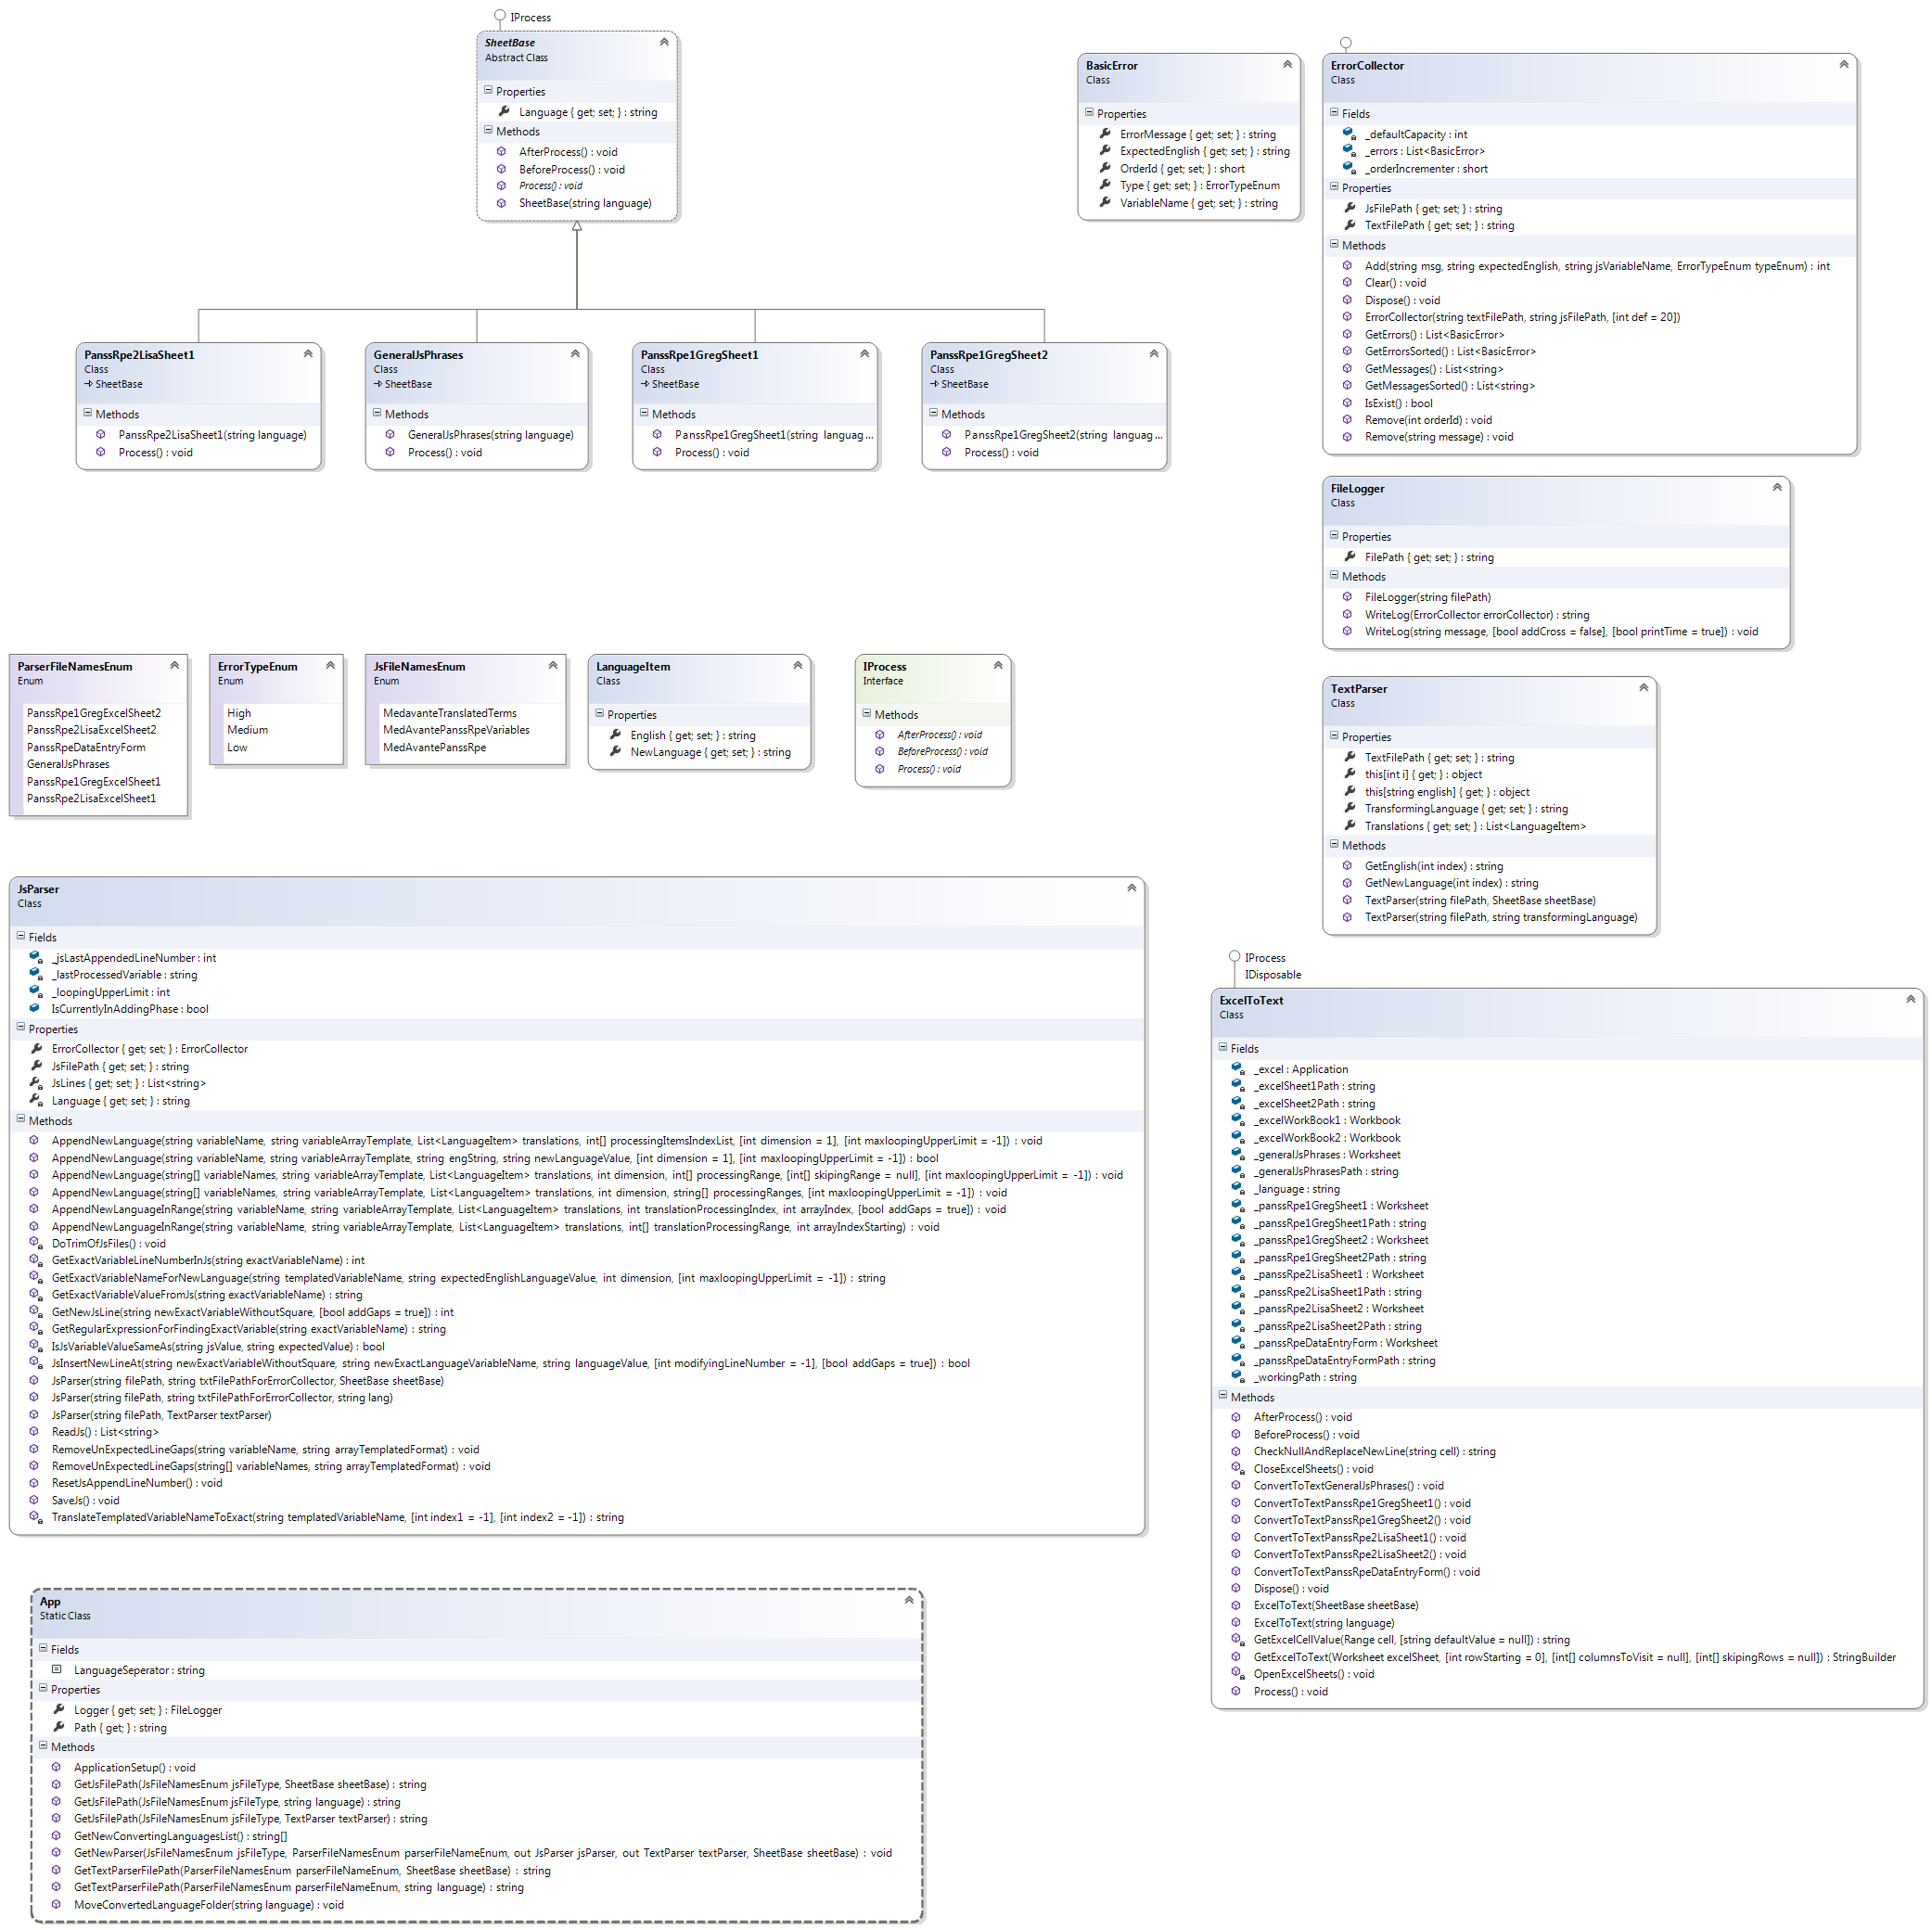 IProcess
SheetBase
Abstract Class
Properties
Language { get; set; } : string
Methods
AfterProcess() : void
BeforeProcess() : void
Process() : void
SheetBase(string language)
BasicError
Class
Properties
ErrorMessage { get; set; } : string
ExpectedEnglish { get; set; } : string
OrderId { get; set; } : short
Type { get; set; } : ErrorTypeEnum
VariableName { get; set; } : string
ErrorCollector
Class
Fields
_defaultCapacity : int
_errors : List<BasicError>
_orderIncrementer : short
Properties
JsFilePath { get; set; } : string
TextFilePath { get; set; } : string
Methods
Add(string msg, string expectedEnglish, string jsVariableName, ErrorTypeEnum typeEnum) : int
Clear() : void
Dispose() : void
ErrorCollector(string textFilePath, string jsFilePath, [int def = 20])
GetErrors() : List<BasicError>
GetErrorsSorted() : List<BasicError>
GetMessages() : List<string>
GetMessagesSorted() : List<string>
IsExist() : bool
Remove(int orderId) : void
Remove(string message) : void
PanssRpe2LisaSheet1
Class
SheetBase
Methods
PanssRpe2LisaSheet1(string language)
Process() : void
GeneralJsPhrases
Class
SheetBase
Methods
GeneralJsPhrases(string language)
Process() : void
PanssRpe1GregSheet1
Class
SheetBase
Methods
PanssRpe1GregSheet1(string languag...
Process() : void
PanssRpe1GregSheet2
Class
SheetBase
Methods
PanssRpe1GregSheet2(string languag...
Process() : void
FileLogger
Class
Properties
FilePath { get; set; } : string
Methods
FileLogger(string filePath)
WriteLog(ErrorCollector errorCollector) : string
WriteLog(string message, [bool addCross = false], [bool printTime = true]) : void
ParserFileNamesEnum
Enum
PanssRpe1GregExcelSheet2
PanssRpe2LisaExcelSheet2
PanssRpeDataEntryForm
GeneralJsPhrases
PanssRpe1GregExcelSheet1
PanssRpe2LisaExcelSheet1
ErrorTypeEnum
Enum
High
Medium
Low
JsFileNamesEnum
Enum
MedavanteTranslatedTerms
MedAvantePanssRpeVariables
MedAvantePanssRpe
LanguageItem
Class
Properties
English { get; set; } : string
NewLanguage { get; set; } : string
IProcess
Interface
Methods
AfterProcess() : void
BeforeProcess() : void
Process() : void
TextParser
Class
Properties
TextFilePath { get; set; } : string
this[int i] { get; } : object
this[string english] { get; } : object
TransformingLanguage { get; set; } : string
Translations { get; set; } : List<LanguageItem>
Methods
GetEnglish(int index) : string
GetNewLanguage(int index) : string
TextParser(string filePath, SheetBase sheetBase)
TextParser(string filePath, string transformingLanguage)
JsParser
Class
Fields
_jsLastAppendedLineNumber : int
_lastProcessedVariable : string
_loopingUpperLimit : int
IsCurrentlyInAddingPhase : bool
Properties
ErrorCollector { get; set; } : ErrorCollector
JsFilePath { get; set; } : string
JsLines { get; set; } : List<string>
Language { get; set; } : string
Methods
AppendNewLanguage(string variableName, string variableArrayTemplate, List<LanguageItem> translations, int[] processingItemsIndexList, [int dimension = 1], [int maxloopingUpperLimit = -1]) : void
AppendNewLanguage(string variableName, string variableArrayTemplate, string engString, string newLanguageValue, [int dimension = 1], [int maxloopingUpperLimit = -1]) : bool
AppendNewLanguage(string[] variableNames, string variableArrayTemplate, List<LanguageItem> translations, int dimension, int[] processingRange, [int[] skipingRange = null], [int maxloopingUpperLimit = -1]) : void
AppendNewLanguage(string[] variableNames, string variableArrayTemplate, List<LanguageItem> translations, int dimension, string[] processingRanges, [int maxloopingUpperLimit = -1]) : void
AppendNewLanguageInRange(string variableName, string variableArrayTemplate, List<LanguageItem> translations, int translationProcessingIndex, int arrayIndex, [bool addGaps = true]) : void
AppendNewLanguageInRange(string variableName, string variableArrayTemplate, List<LanguageItem> translations, int[] translationProcessingRange, int arrayIndexStarting) : void
DoTrimOfJsFiles() : void
GetExactVariableLineNumberInJs(string exactVariableName) : int
GetExactVariableNameForNewLanguage(string templatedVariableName, string expectedEnglishLanguageValue, int dimension, [int maxloopingUpperLimit = -1]) : string
GetExactVariableValueFromJs(string exactVariableName) : string
GetNewJsLine(string newExactVariableWithoutSquare, [bool addGaps = true]) : int
GetRegularExpressionForFindingExactVariable(string exactVariableName) : string
IsJsVariableValueSameAs(string jsValue, string expectedValue) : bool
JsInsertNewLineAt(string newExactVariableWithoutSquare, string newExactLanguageVariableName, string languageValue, [int modifyingLineNumber = -1], [bool addGaps = true]) : bool
JsParser(string filePath, string txtFilePathForErrorCollector, SheetBase sheetBase)
JsParser(string filePath, string txtFilePathForErrorCollector, string lang)
JsParser(string filePath, TextParser textParser)
ReadJs() : List<string>
RemoveUnExpectedLineGaps(string variableName, string arrayTemplatedFormat) : void
RemoveUnExpectedLineGaps(string[] variableNames, string arrayTemplatedFormat) : void
ResetJsAppendLineNumber() : void
SaveJs() : void
TranslateTemplatedVariableNameToExact(string templatedVariableName, [int index1 = -1], [int index2 = -1]) : string
IProcess
IDisposable
ExcelToText
Class
Fields
_excel : Application
_excelSheet1Path : string
_excelSheet2Path : string
_excelWorkBook1 : Workbook
_excelWorkBook2 : Workbook
_generalJsPhrases : Worksheet
_generalJsPhrasesPath : string
_language : string
_panssRpe1GregSheet1 : Worksheet
_panssRpe1GregSheet1Path : string
_panssRpe1GregSheet2 : Worksheet
_panssRpe1GregSheet2Path : string
_panssRpe2LisaSheet1 : Worksheet
_panssRpe2LisaSheet1Path : string
_panssRpe2LisaSheet2 : Worksheet
_panssRpe2LisaSheet2Path : string
_panssRpeDataEntryForm : Worksheet
_panssRpeDataEntryFormPath : string
_workingPath : string
Methods
AfterProcess() : void
BeforeProcess() : void
CheckNullAndReplaceNewLine(string cell) : string
CloseExcelSheets() : void
ConvertToTextGeneralJsPhrases() : void
ConvertToTextPanssRpe1GregSheet1() : void
ConvertToTextPanssRpe1GregSheet2() : void
ConvertToTextPanssRpe2LisaSheet1() : void
ConvertToTextPanssRpe2LisaSheet2() : void
ConvertToTextPanssRpeDataEntryForm() : void
Dispose() : void
ExcelToText(SheetBase sheetBase)
ExcelToText(string language)
GetExcelCellValue(Range cell, [string defaultValue = null]) : string
GetExcelToText(Worksheet excelSheet, [int rowStarting = 0], [int[] columnsToVisit = null], [int[] skipingRows = null]) : StringBuilder
OpenExcelSheets() : void
Process() : void
App
Static Class
Fields
LanguageSeperator : string
Properties
Logger { get; set; } : FileLogger
Path { get; } : string
Methods
ApplicationSetup() : void
GetJsFilePath(JsFileNamesEnum jsFileType, SheetBase sheetBase) : string
GetJsFilePath(JsFileNamesEnum jsFileType, string language) : string
GetJsFilePath(JsFileNamesEnum jsFileType, TextParser textParser) : string
GetNewConvertingLanguagesList() : string[]
GetNewParser(JsFileNamesEnum jsFileType, ParserFileNamesEnum parserFileNameEnum, out JsParser jsParser, out TextParser textParser, SheetBase sheetBase) : void
GetTextParserFilePath(ParserFileNamesEnum parserFileNameEnum, SheetBase sheetBase) : string
GetTextParserFilePath(ParserFileNamesEnum parserFileNameEnum, string language) : string
MoveConvertedLanguageFolder(string language) : void